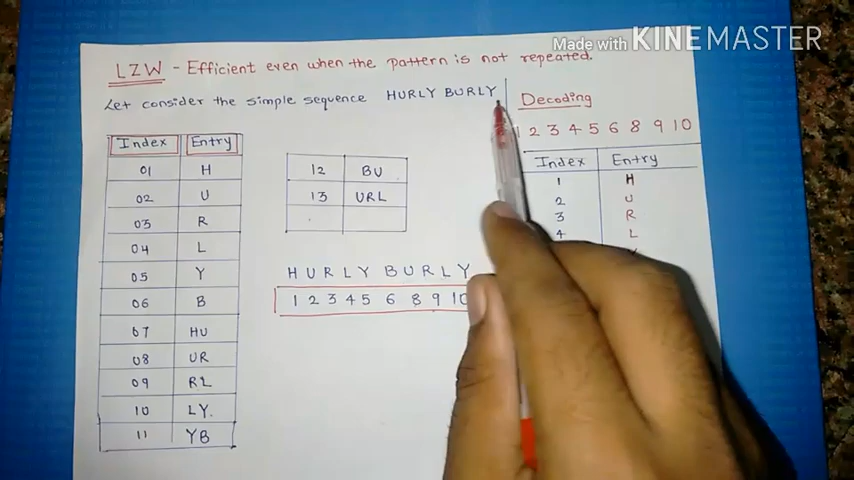 Made with KINEMASTER
LZW - Efficient even when the pattern is not repeated.
Let consider the simple sequence HURLY BURLY
Index Entry
01 H
02 U
03 R
04 L
05 Y
06 B
07 HU
08 UR
09 RL
10 LY.
11 YB
12 BU
13 URL
H U R L Y B U R L Y
1 2 3 4 5 6 8 9 10
Decoding
1 2 3 4 5 6 8 9 10
Index Entry
1 H
2 U
3 R
4 L